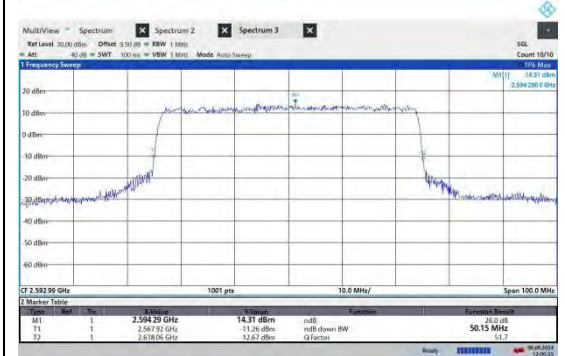 MultiView Spectrum Spectrum 2 Spectrum 3
Ref Level 30.00 dBm Offset 9.50 dB RBW 1 MHz SGL
Att 40 dB SWT 100 ms VBW 3 MHz Mode Auto Sweep Count 10/10
1 Frequency Sweep 1Pk Max
M1[1] 14.31 dBm
2.594 290 0 GHz
20 dBm
M1
10 dBm
0 dBm
-10 dBm
-20 dBm
-30 dBm
-40 dBm
-50 dBm
-60 dBm
CF 2.592 99 GHz 1001 pts 10.0 MHz/ Span 100.0 MHz
2 Marker Table
Type Ref Trc X-Value Y-Value Function Function Result
M1 1 2.594 29 GHz 14.31 dBm ndB 26.0 dB
T1 1 2.567 92 GHz -11.26 dBm ndB down BW 50.15 MHz
T2 1 2.618 06 GHz 12.67 dBm Q Factor 51.7
Ready 06.06.2024
12:06:55